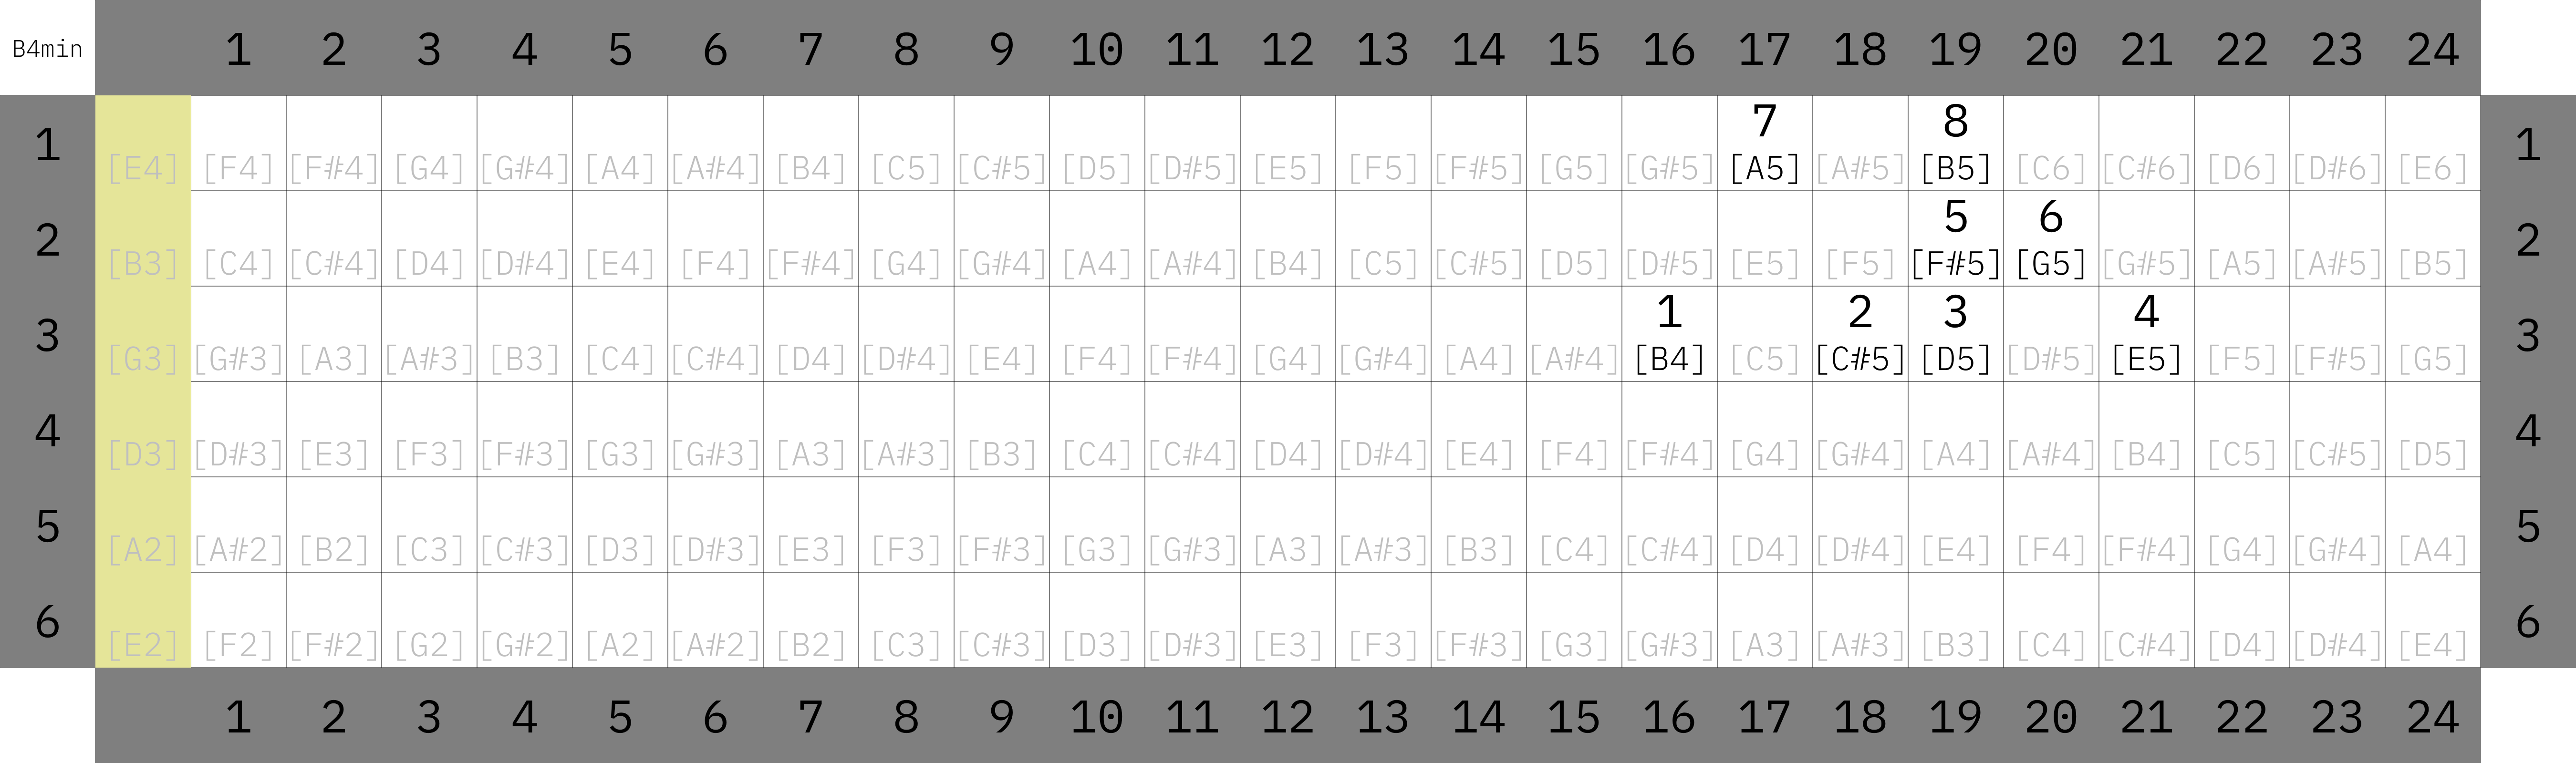 B4min 1 2 3 4 5 6 7 8 9 10 11 12 13 14 15 16 17 18 19 20 21 22 23 24
7 8
1 [E4] [F4] [F#4] [G4] [G#4] [A4] [A#4] [B4] [C5] [C#5] [D5] [D#5] [E5] [F5] [F#5] [G5] [G#5] [A5] [A#5] [B5] [C6] [C#6] [D6] [D#6] [E6] 1
5 6
2 [B3] [C4] [C#4] [D4] [D#4] [E4] [F4] [F#4] [G4] [G#4] [A4] [A#4] [B4] [C5] [C#5] [D5] [D#5] [E5] [F5] [F#5] [G5] [G#5] [A5] [A#5] [B5] 2
1 2 3 4
3 [G3] [G#3] [A3] [A#3] [B3] [C4] [C#4] [D4] [D#4] [E4] [F4] [F#4] [G4] [G#4] [A4] [A#4] [B4] [C5] [C#5] [D5] [D#5] [E5] [F5] [F#5] [G5] 3
4 [D3] [D#3] [E3] [F3] [F#3] [G3] [G#3] [A3] [A#3] [B3] [C4] [C#4] [D4] [D#4] [E4] [F4] [F#4] [G4] [G#4] [A4] [A#4] [B4] [C5] [C#5] [D5] 4
5 [A2] [A#2] [B2] [C3] [C#3] [D3] [D#3] [E3] [F3] [F#3] [G3] [G#3] [A3] [A#3] [B3] [C4] [C#4] [D4] [D#4] [E4] [F4] [F#4] [G4] [G#4] [A4] 5
6 [E2] [F2] [F#2] [G2] [G#2] [A2] [A#2] [B2] [C3] [C#3] [D3] [D#3] [E3] [F3] [F#3] [G3] [G#3] [A3] [A#3] [B3] [C4] [C#4] [D4] [D#4] [E4] 6
1 2 3 4 5 6 7 8 9 10 11 12 13 14 15 16 17 18 19 20 21 22 23 24